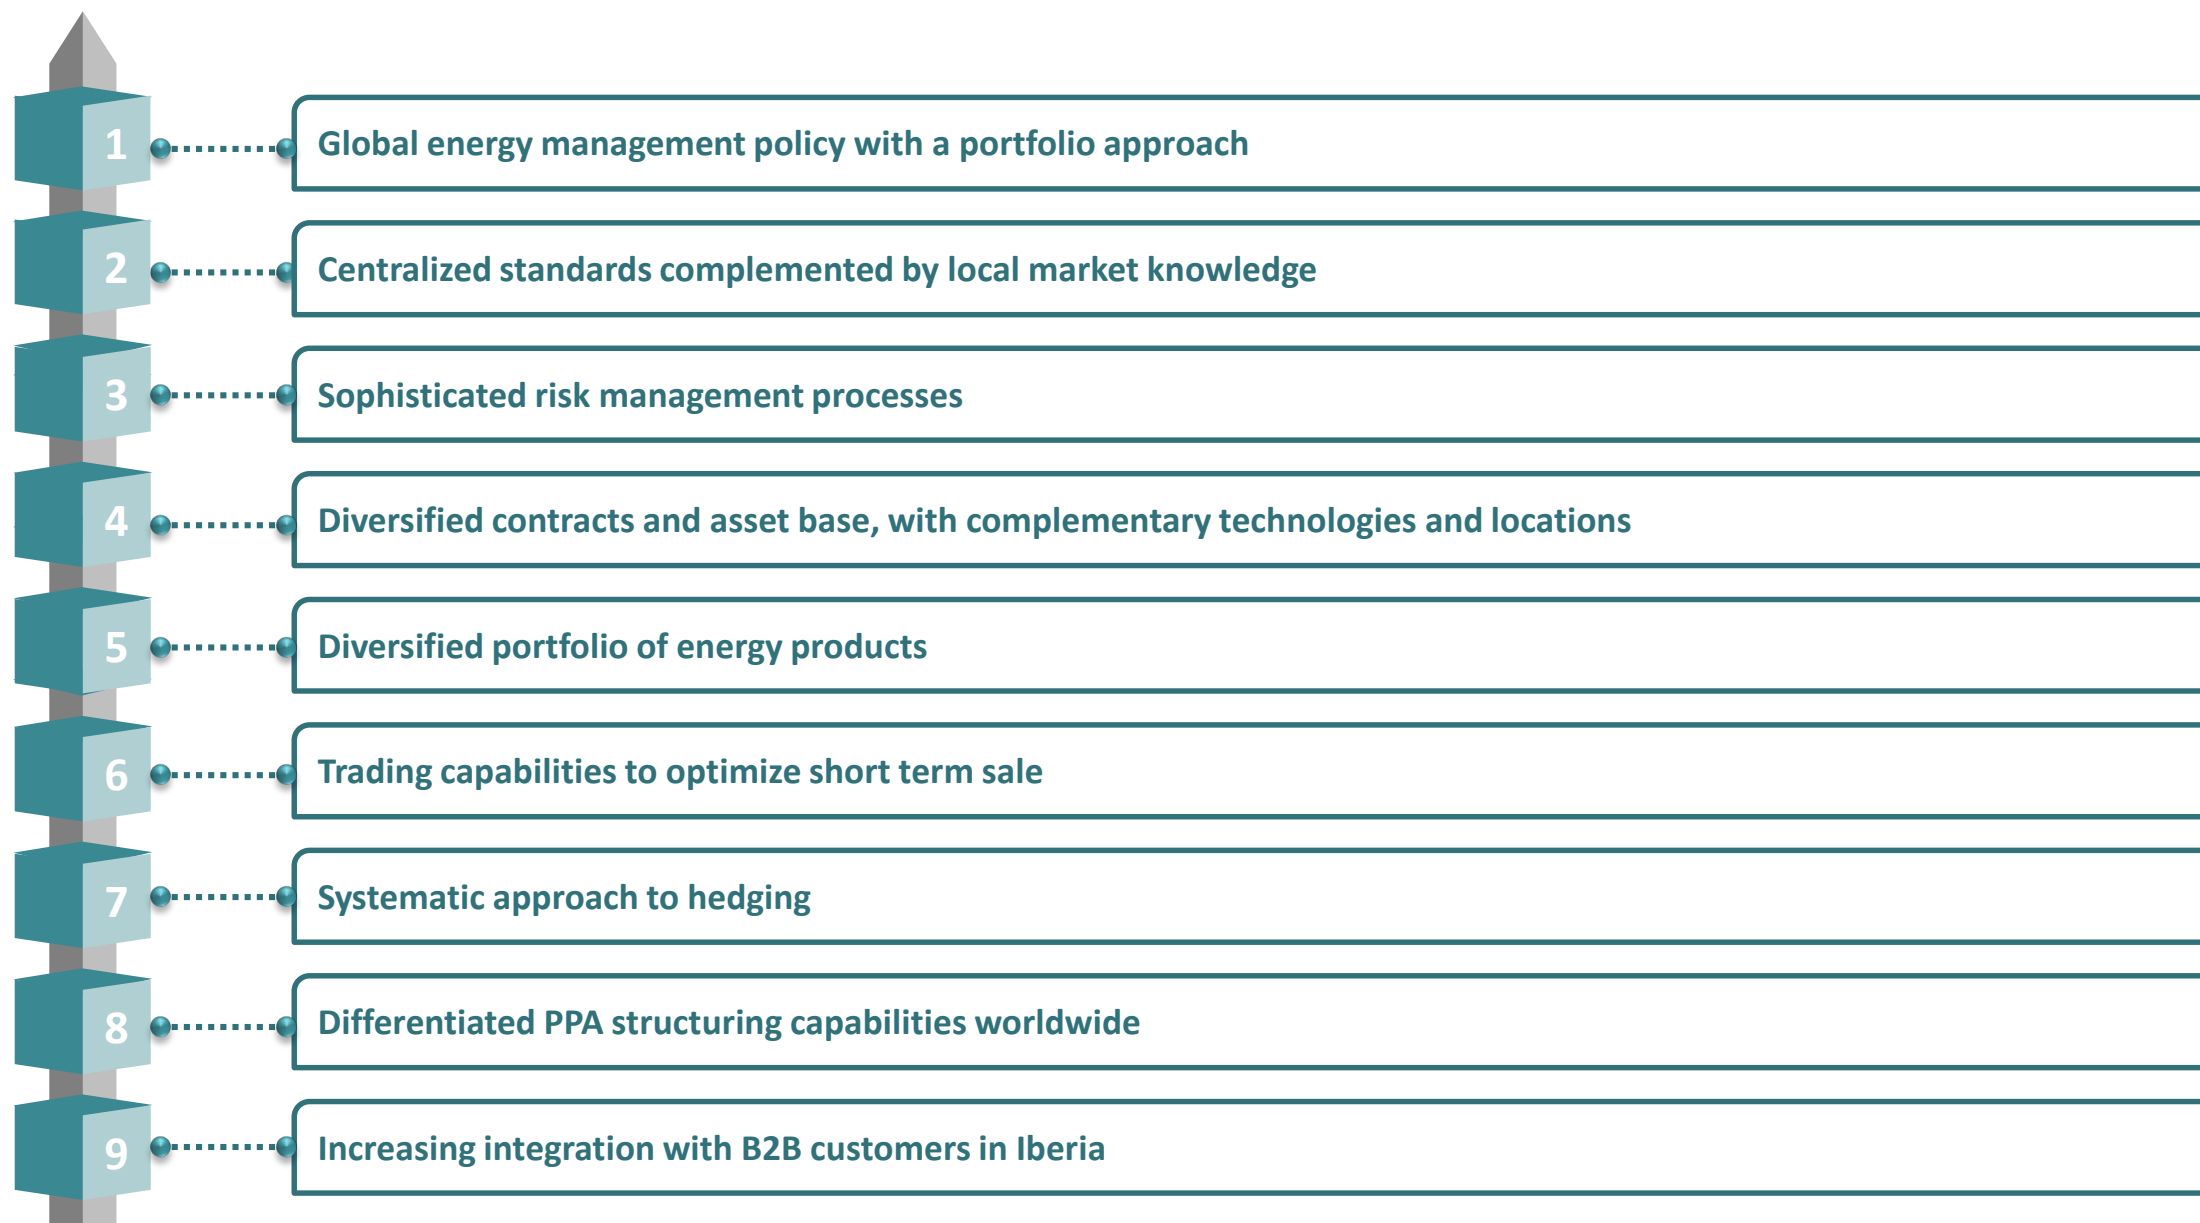 1
Global energy management policy with a portfolio approach
2
Centralized standards complemented by local market knowledge
3
Sophisticated risk management processes
4
Diversified contracts and asset base, with complementary technologies and locations
5
Diversified portfolio of energy products
6
Trading capabilities to optimize short term sale
7
Systematic approach to hedging
8
Differentiated PPA structuring capabilities worldwide
9
Increasing integration with B2B customers in Iberia